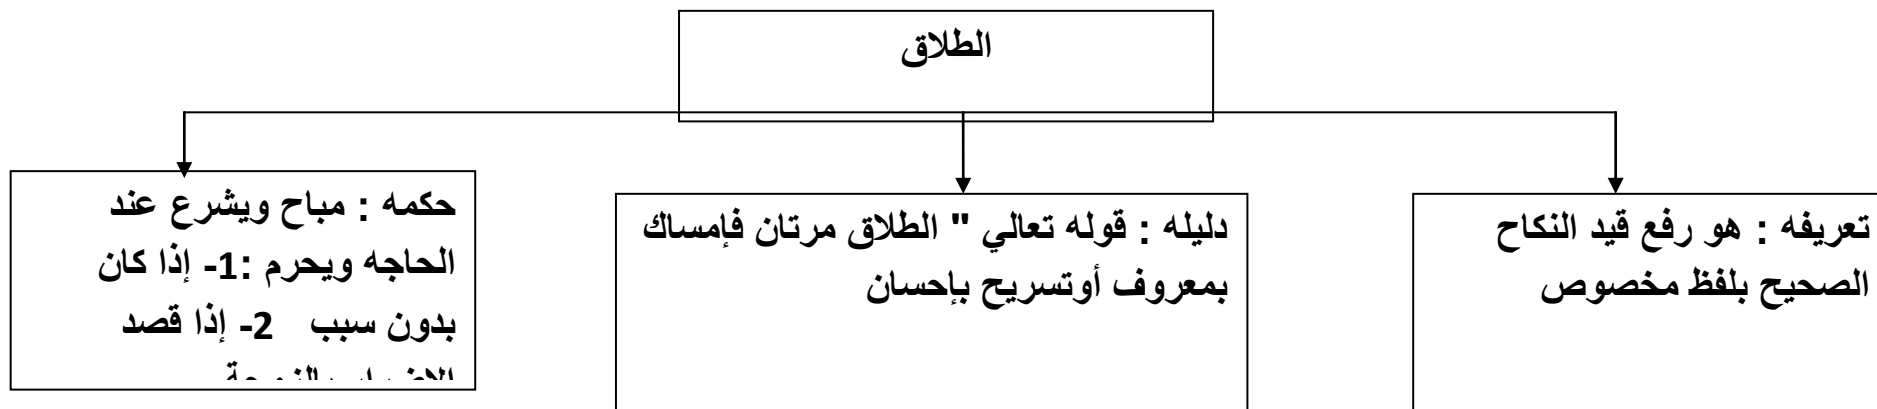 الطلاق
تعريفه : هو رفع قيد النكاح
الصحيح بلفظ مخصوص
دليله : قوله تعالي " الطلاق مرتان فإمساك
بمعروف أوتسريح بإحسان
حكمه : مباح ويشرع عند
الحاجه ويحرم :1- إذا كان
بدون سبب 2- إذا قصد